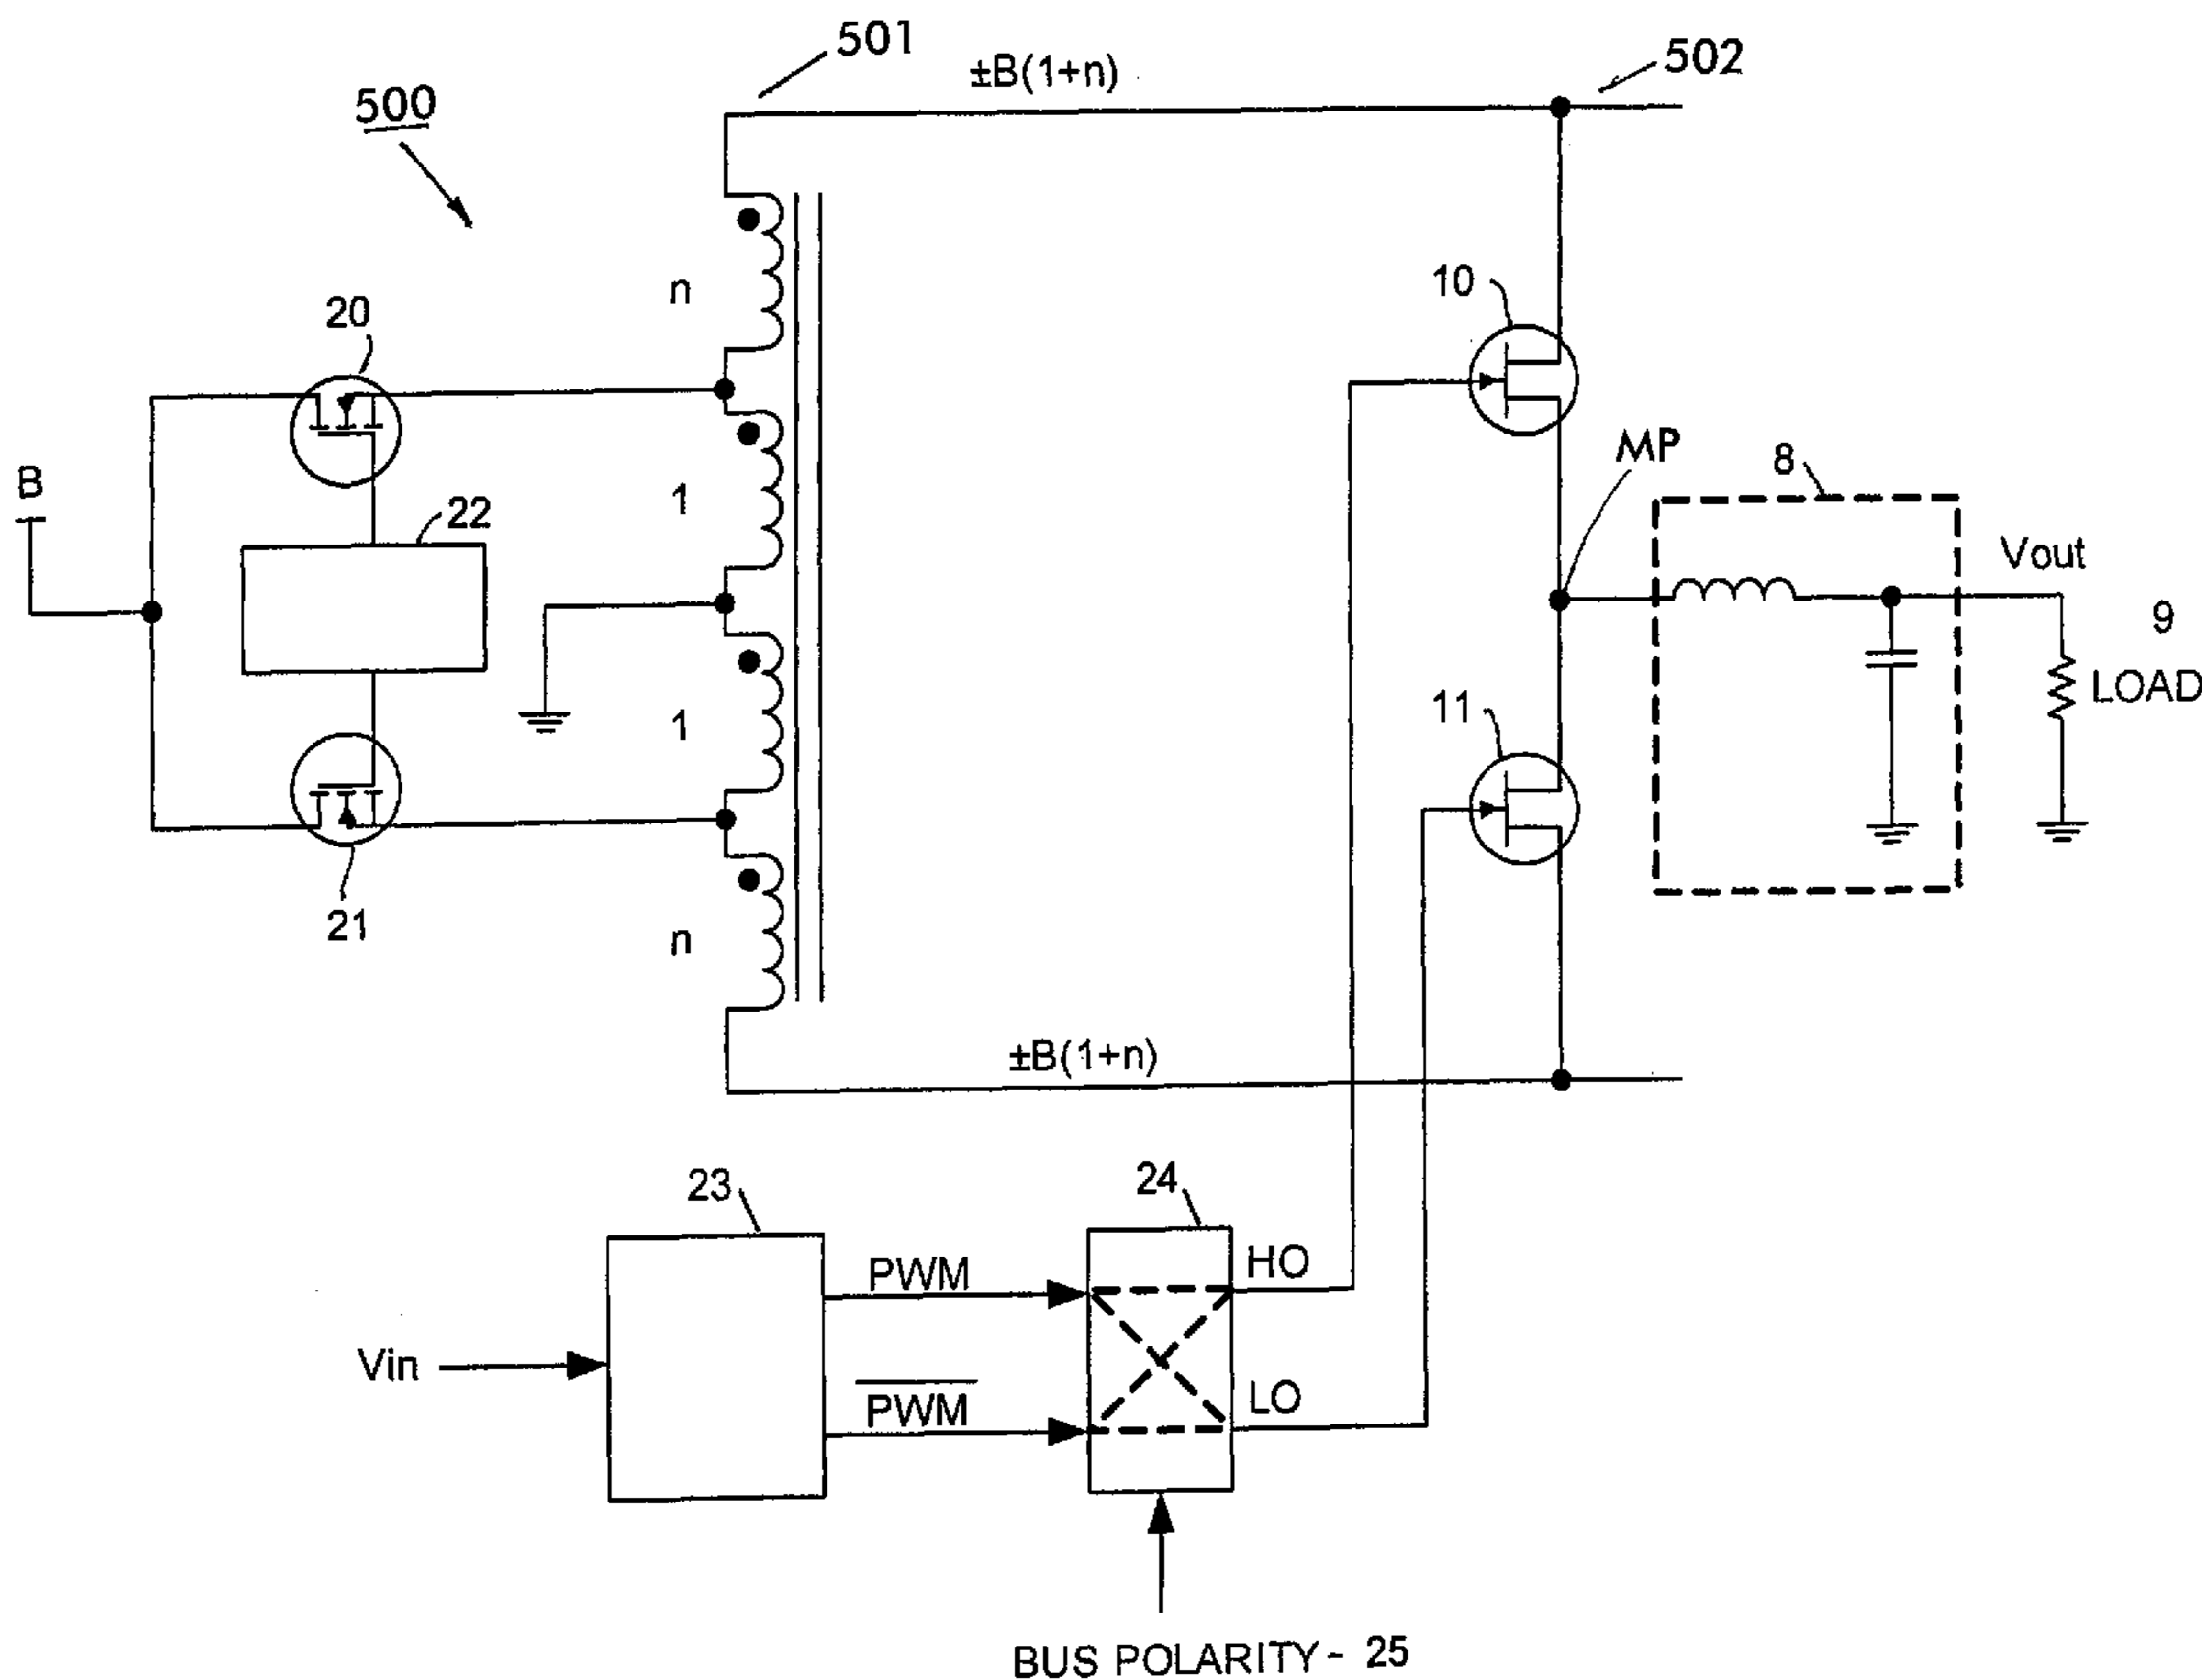 501
±B(1+n)
502
500
n
10
20
MP
8
B
1
22
Vout
9
LOAD
1
11
21
n
±B(1+n)
23
24
PWM
HO
Vin
PWM
LO
BUS POLARITY - 25